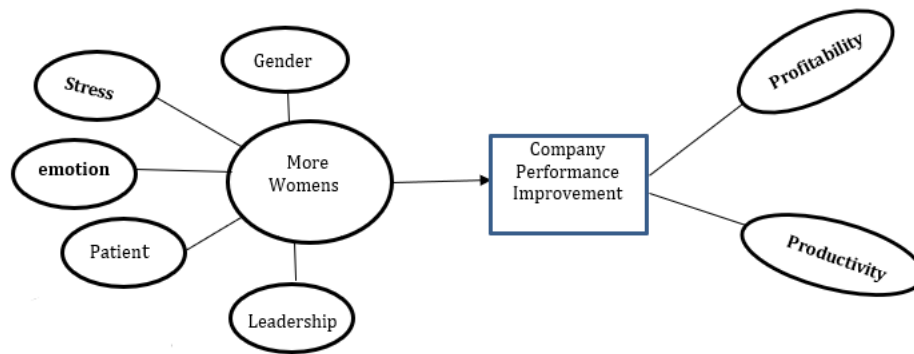 Gender
Stress
emotion
Patient
Leadership
More
Womens
Company
Performance
Improvement
Profitability
Productivity